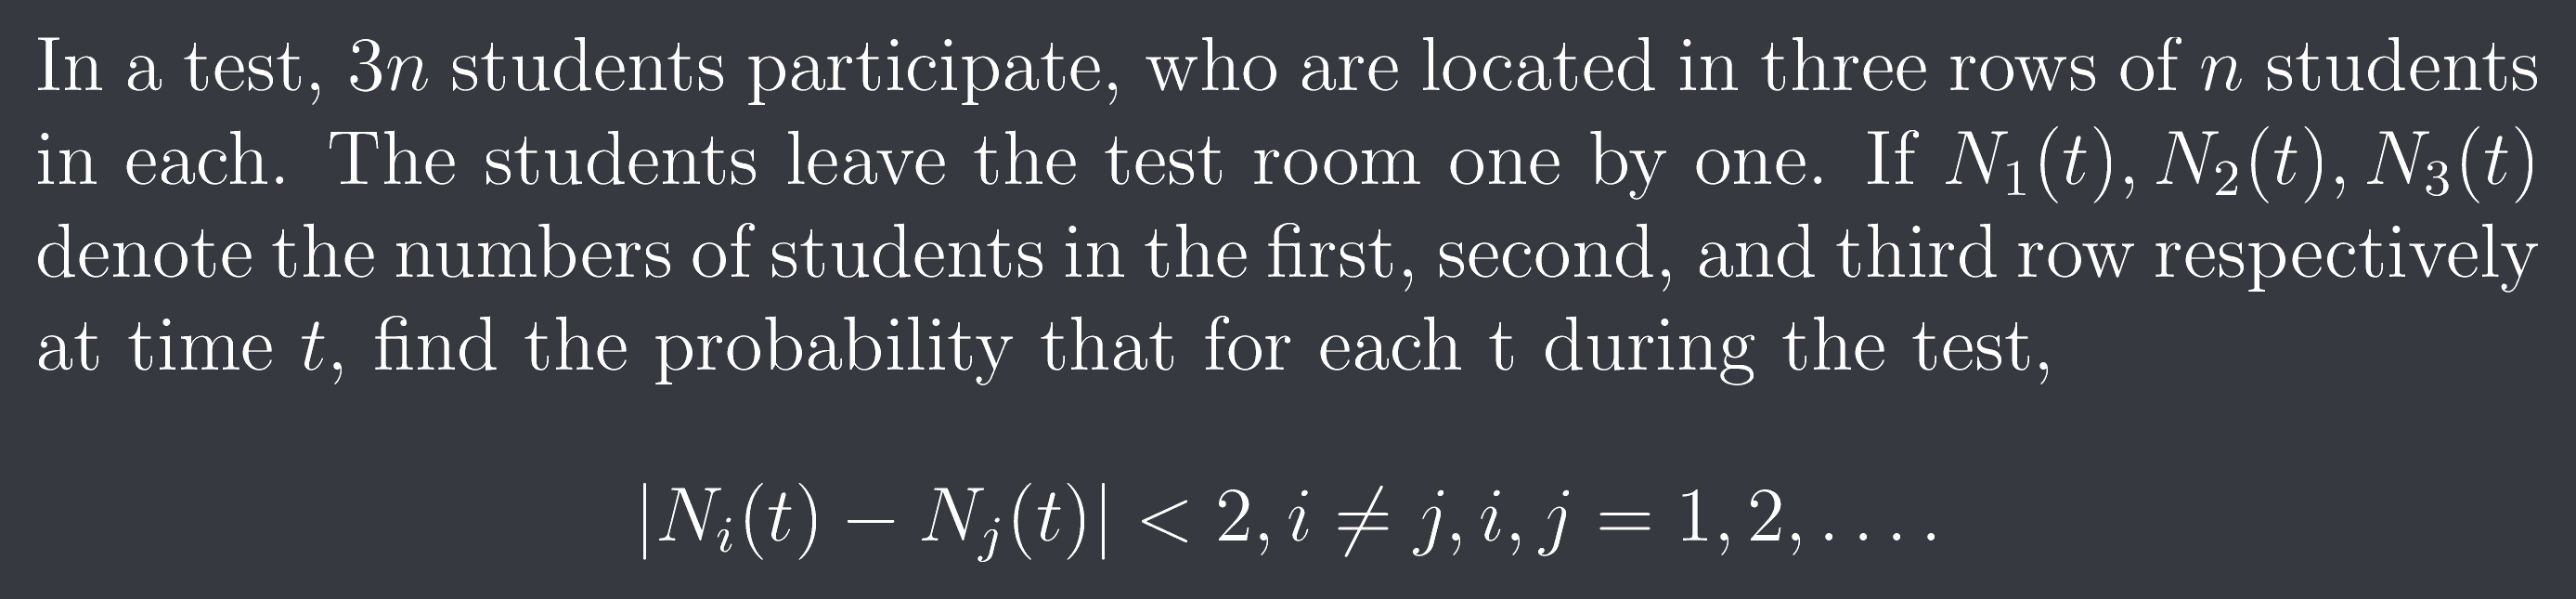 In a test, 3n students participate, who are located in three rows of n students
in each. The students leave the test room one by one. If N₁(t), N₂(t), N₃(t)
denote the numbers of students in the first, second, and third row respectively
at time t, find the probability that for each t during the test,
|Nᵢ(t) − Nⱼ(t)| < 2, i ≠ j, i, j = 1, 2, . . . .